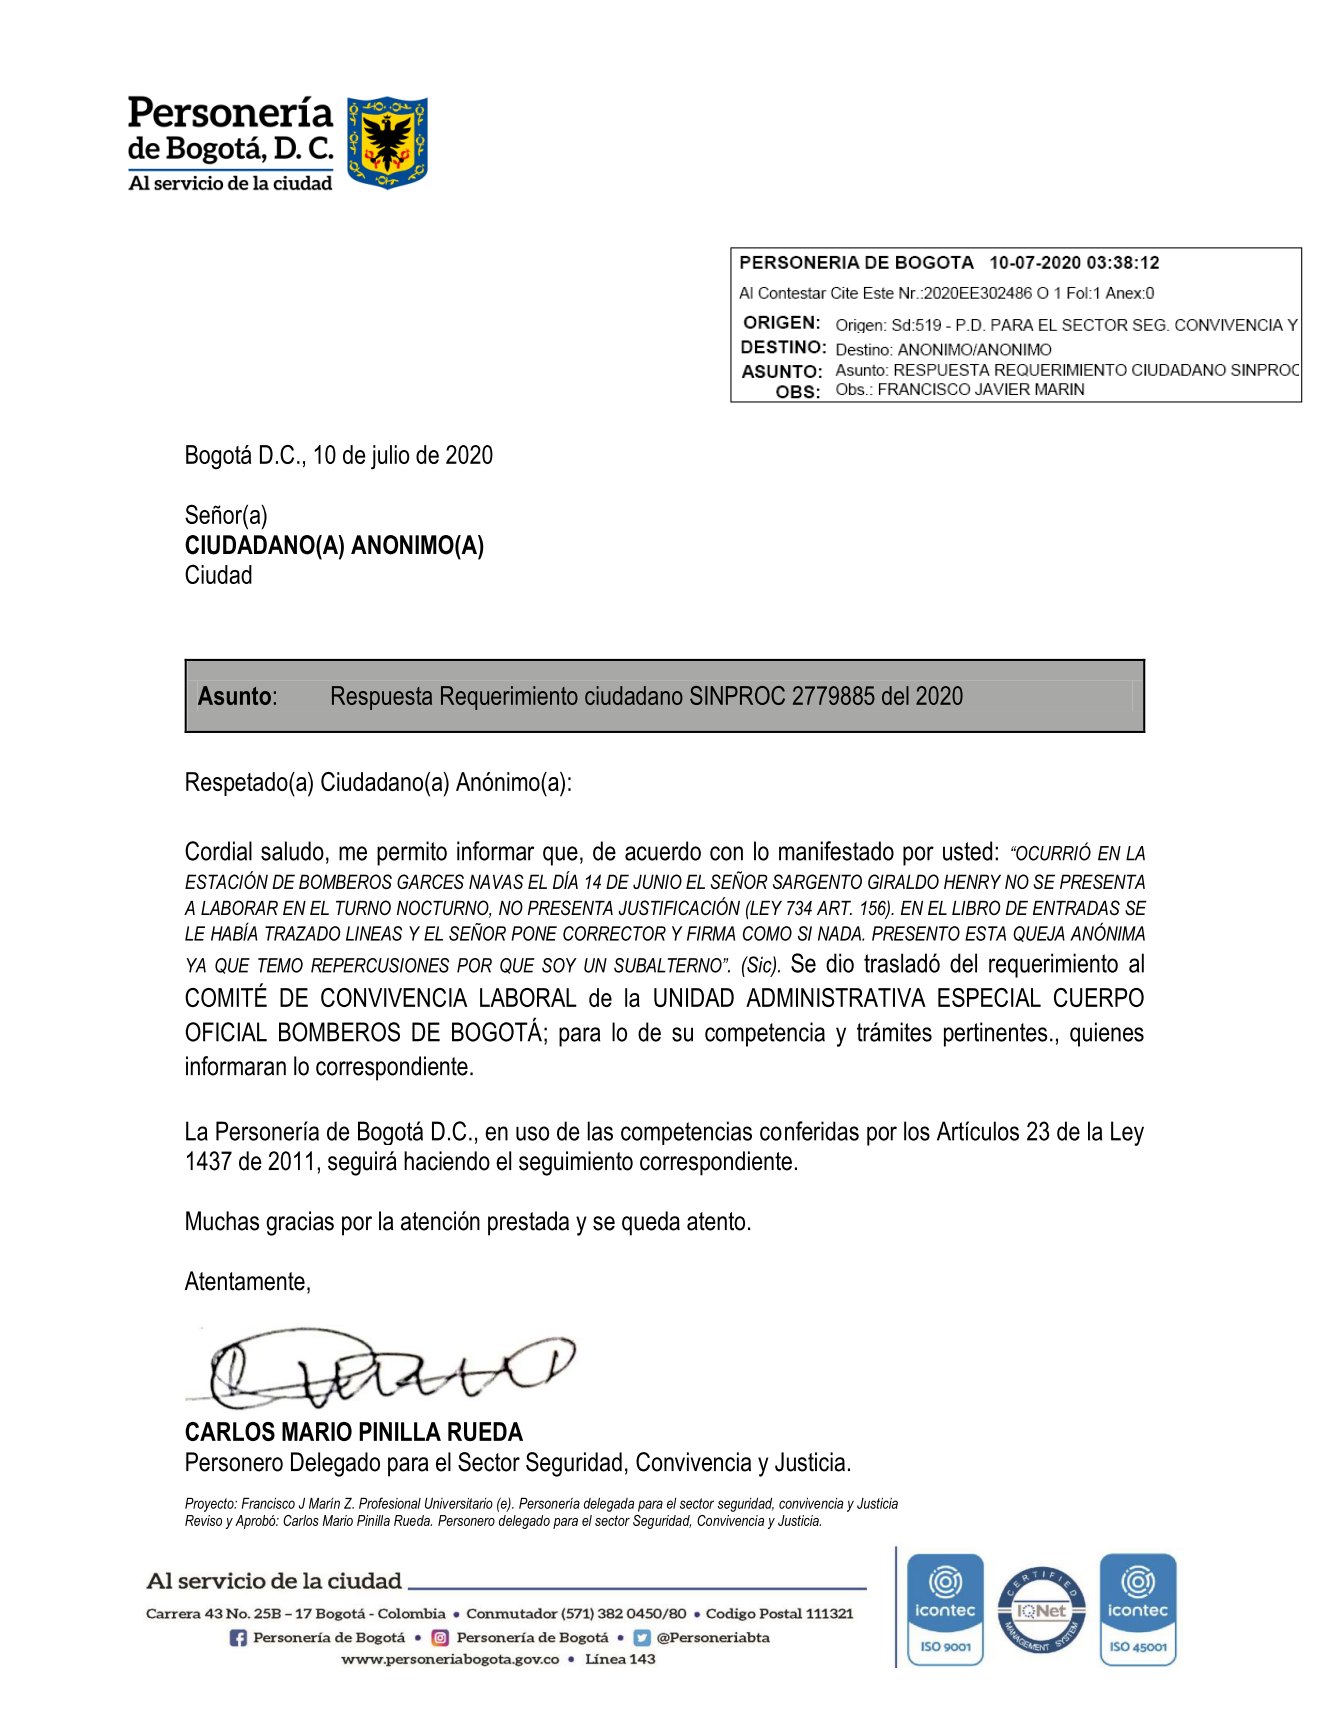 Personería
de Bogotá, D. C.
Al servicio de la ciudad
PERSONERIA DE BOGOTA 10-07-2020 03:38:12
Al Contestar Cite Este Nr.:2020EE302486 O 1 Fol:1 Anex:0
ORIGEN: Origen: Sd:519 - P.D. PARA EL SECTOR SEG. CONVIVENCIA Y
DESTINO: Destino: ANONIMO/ANONIMO
ASUNTO: Asunto: RESPUESTA REQUERIMIENTO CIUDADANO SINPROC
OBS: Obs.: FRANCISCO JAVIER MARIN
Bogotá D.C., 10 de julio de 2020
Señor(a)
CIUDADANO(A) ANONIMO(A)
Ciudad
Asunto: Respuesta Requerimiento ciudadano SINPROC 2779885 del 2020
Respetado(a) Ciudadano(a) Anónimo(a):
Cordial saludo, me permito informar que, de acuerdo con lo manifestado por usted: “OCURRIÓ EN LA
ESTACIÓN DE BOMBEROS GARCES NAVAS EL DÍA 14 DE JUNIO EL SEÑOR SARGENTO GIRALDO HENRY NO SE PRESENTA
A LABORAR EN EL TURNO NOCTURNO, NO PRESENTA JUSTIFICACIÓN (LEY 734 ART. 156). EN EL LIBRO DE ENTRADAS SE
LE HABÍA TRAZADO LINEAS Y EL SEÑOR PONE CORRECTOR Y FIRMA COMO SI NADA. PRESENTO ESTA QUEJA ANÓNIMA
YA QUE TEMO REPERCUSIONES POR QUE SOY UN SUBALTERNO”. (Sic). Se dio trasladó del requerimiento al
COMITÉ DE CONVIVENCIA LABORAL de la UNIDAD ADMINISTRATIVA ESPECIAL CUERPO
OFICIAL BOMBEROS DE BOGOTÁ; para lo de su competencia y trámites pertinentes., quienes
informaran lo correspondiente.
La Personería de Bogotá D.C., en uso de las competencias conferidas por los Artículos 23 de la Ley
1437 de 2011, seguirá haciendo el seguimiento correspondiente.
Muchas gracias por la atención prestada y se queda atento.
Atentamente,
CARLOS MARIO PINILLA RUEDA
Personero Delegado para el Sector Seguridad, Convivencia y Justicia.
Proyecto: Francisco J Marín Z. Profesional Universitario (e). Personería delegada para el sector seguridad, convivencia y Justicia
Reviso y Aprobó: Carlos Mario Pinilla Rueda. Personero delegado para el sector Seguridad, Convivencia y Justicia.
Al servicio de la ciudad
Carrera 43 No. 25B – 17 Bogotá - Colombia • Conmutador (571) 382 0450/80 • Codigo Postal 111321
Personería de Bogotá • Personería de Bogotá • @Personeriabta
www.personeriabogota.gov.co • Línea 143
icontec
ISO 9001
CERTIFIED
IQNet
MANAGEMENT SYSTEM
icontec
ISO 45001